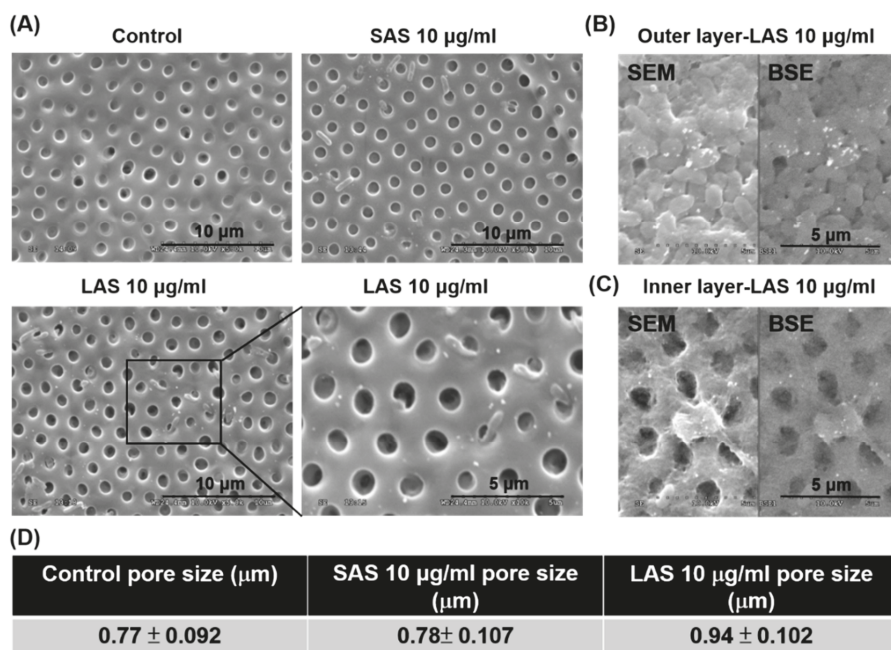 (A)
Control
SAS 10 µg/ml
10 µm
10 µm
LAS 10 µg/ml
LAS 10 µg/ml
10 µm
5 µm
(B)
Outer layer-LAS 10 µg/ml
SEM
BSE
5 µm
(C)
Inner layer-LAS 10 µg/ml
SEM
BSE
5 µm
(D)
Control pore size (µm)
SAS 10 µg/ml pore size
(µm)
LAS 10 µg/ml pore size
(µm)
0.77 ± 0.092
0.78± 0.107
0.94 ± 0.102